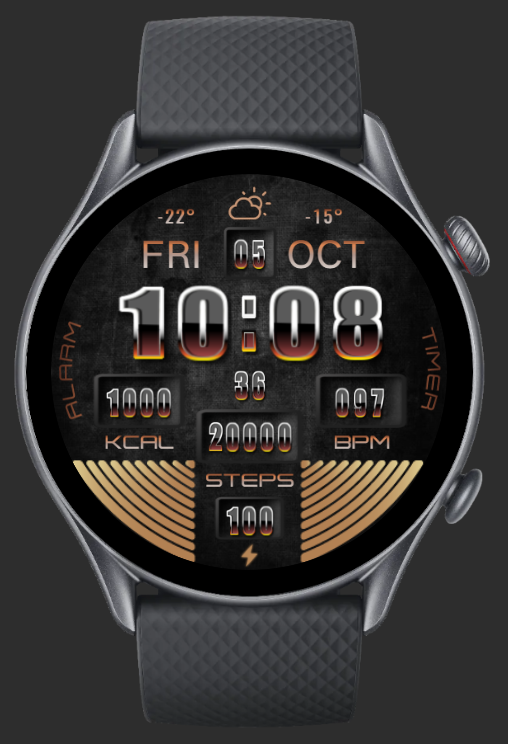 -22° -15°
FRI 05 OCT
10:08
ALARM
TIMER
36
1000 097
KCAL BPM
20000
STEPS
100